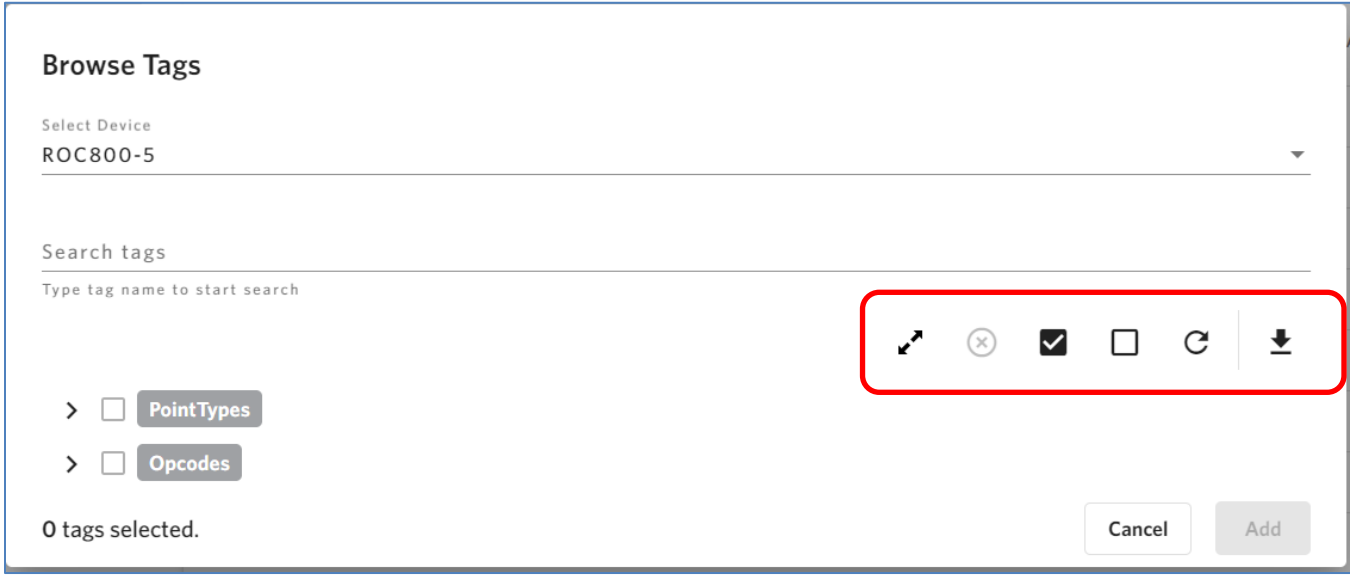 Browse Tags
Select Device
ROC800-5
Search tags
Type tag name to start search
PointTypes
Opcodes
0 tags selected.
Cancel
Add